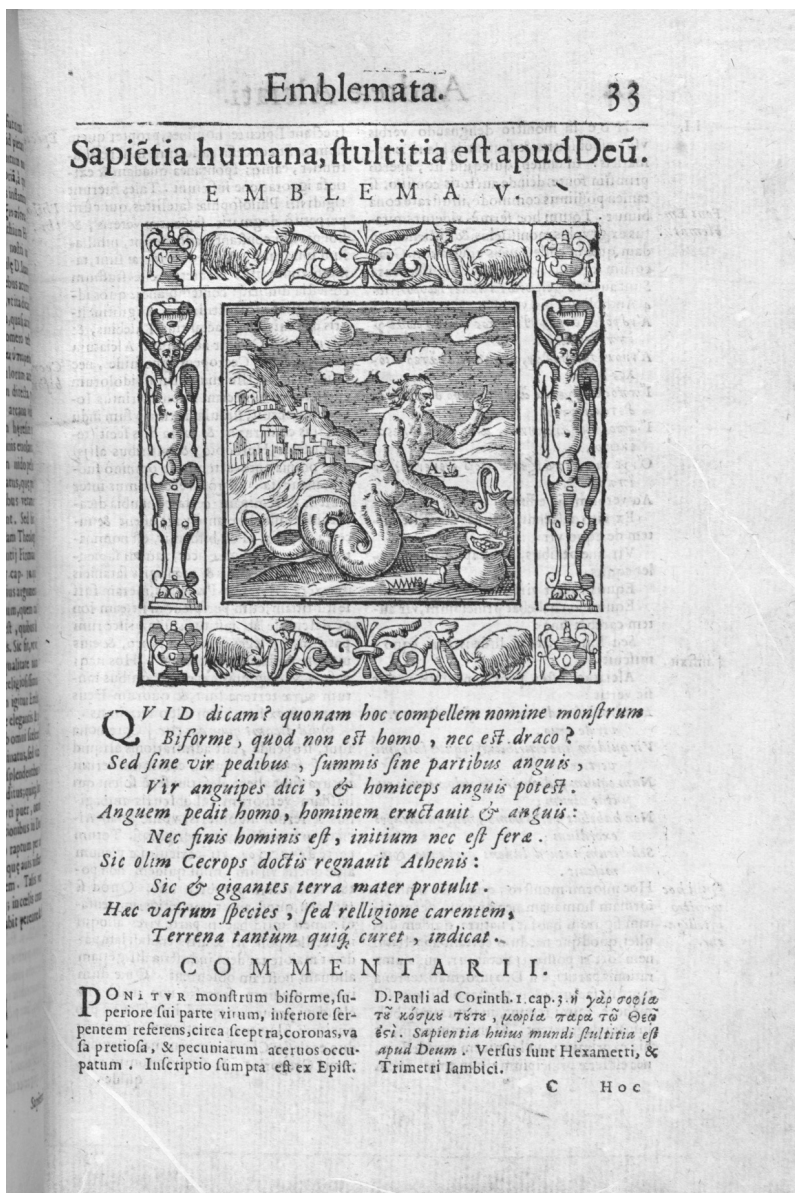 Emblemata. 33
Sapiẽtia humana, ſtultitia eſt apud Deũ.
EMBLEMA V
A
QVID dicam? quonam hoc compellem nomine monſtrum
Biforme, quod non eſt homo, nec eſt draco?
Sed ſine vir pedibus, ſummis ſine partibus anguis,
Vir anguipes dici, & homiceps anguis poteſt.
Anguem pedit homo, hominem eructauit & anguis:
Nec finis hominis eſt, initium nec eſt feræ.
Sic olim Cecrops doctis regnauit Athenis:
Sic & gigantes terra mater protulit.
Hæc vafrum ſpecies, ſed relligione carentem,
Terrena tantùm quiq́; curet, indicat.
COMMENTARII.
PONITVR monſtrum biforme, ſu-
periore ſui parte virum, inferiore ſer-
pentem referens, circa ſceptra, coronas, va
ſa pretioſa, & pecuniarum aceruos occu-
patum. Inſcriptio ſumpta eſt ex Epiſt.
D. Pauli ad Corinth. 1. cap. 3. ἡ γὰρ σοφία
τοῦ κόσμου τούτου, μωρία παρὰ τῷ Θεῷ
ἐστι. Sapientia huius mundi ſtultitia eſt
apud Deum. Verſus ſunt Hexametri, &
Trimetri Iambici.
C Hoc